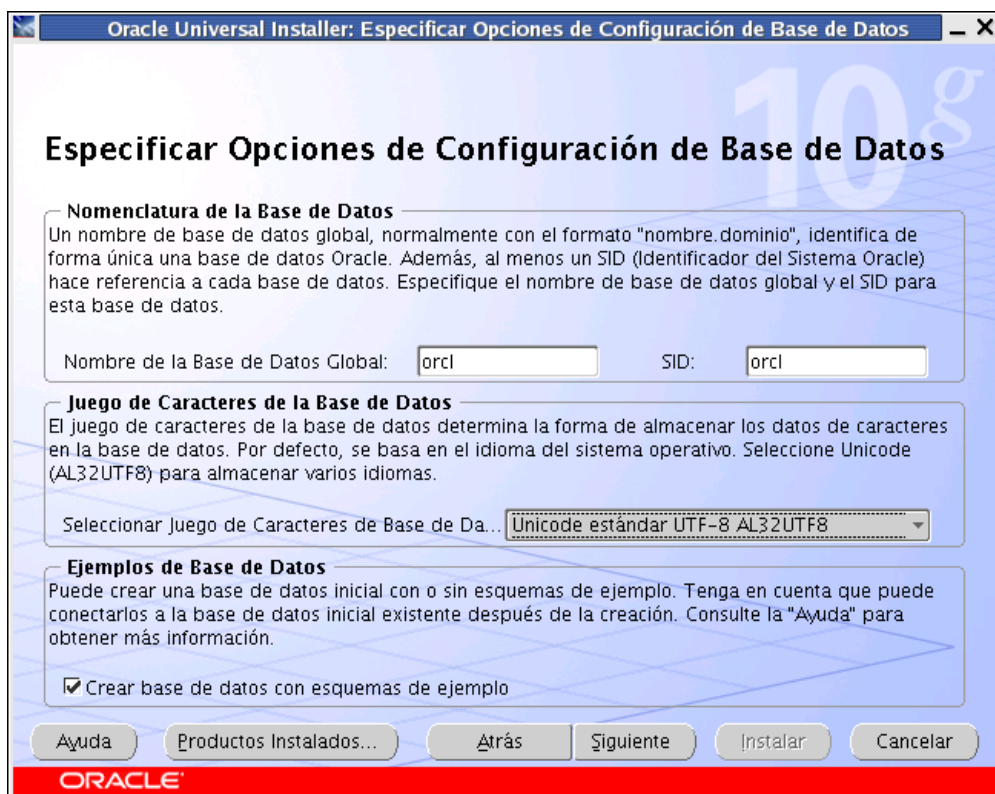 Oracle Universal Installer: Especificar Opciones de Configuración de Base de Datos
10g
Especificar Opciones de Configuración de Base de Datos
Nomenclatura de la Base de Datos
Un nombre de base de datos global, normalmente con el formato "nombre.dominio", identifica de
forma única una base de datos Oracle. Además, al menos un SID (Identificador del Sistema Oracle)
hace referencia a cada base de datos. Especifique el nombre de base de datos global y el SID para
esta base de datos.
Nombre de la Base de Datos Global: orcl SID: orcl
Juego de Caracteres de la Base de Datos
El juego de caracteres de la base de datos determina la forma de almacenar los datos de caracteres
en la base de datos. Por defecto, se basa en el idioma del sistema operativo. Seleccione Unicode
(AL32UTF8) para almacenar varios idiomas.
Seleccionar Juego de Caracteres de Base de Da... Unicode estándar UTF-8 AL32UTF8
Ejemplos de Base de Datos
Puede crear una base de datos inicial con o sin esquemas de ejemplo. Tenga en cuenta que puede
conectarlos a la base de datos inicial existente después de la creación. Consulte la "Ayuda" para
obtener más información.
Crear base de datos con esquemas de ejemplo
Ayuda Productos Instalados... Atrás Siguiente Instalar Cancelar
ORACLE